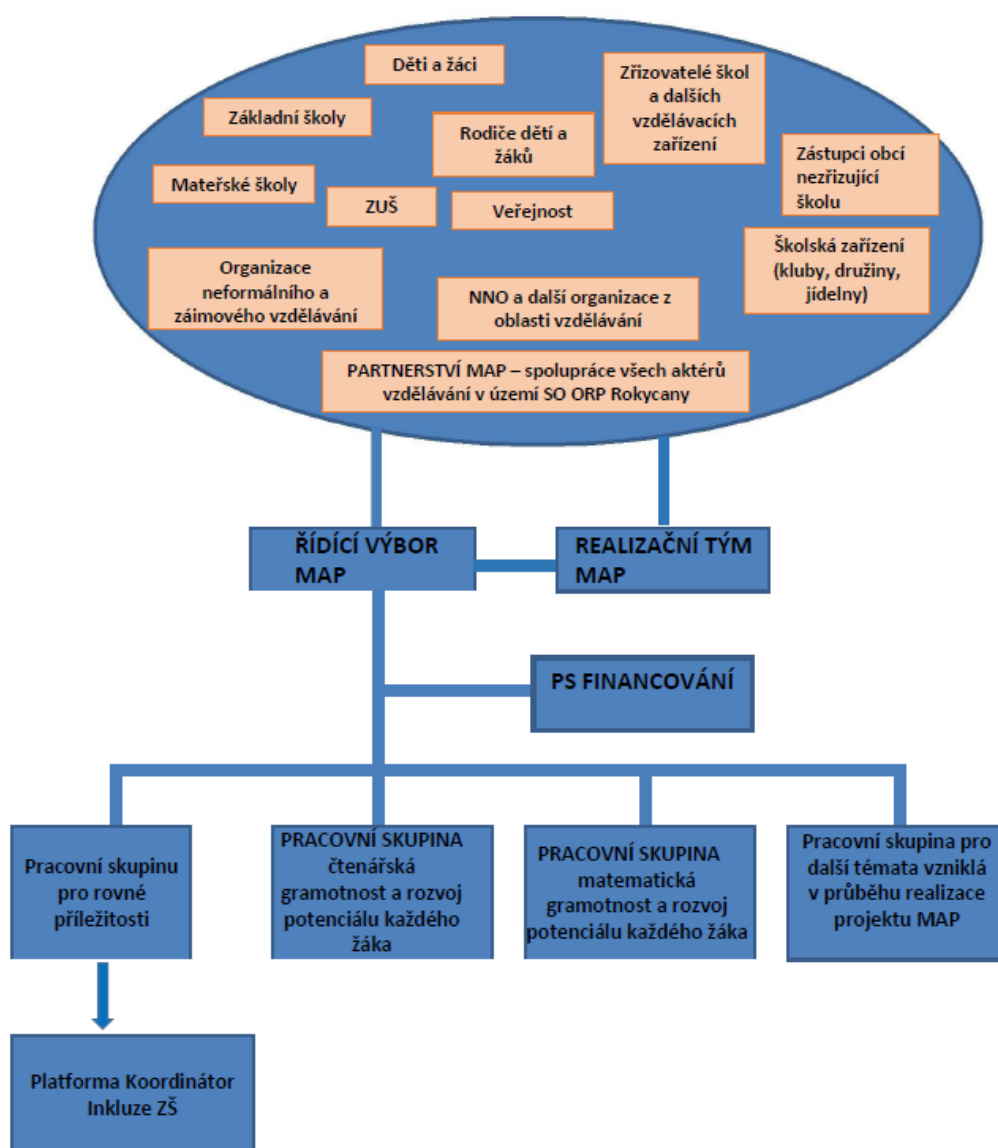 Děti a žáci
Zřizovatelé škol
a dalších
vzdělávacích
zařízení
Základní školy
Rodiče dětí a
žáků
Zástupci obcí
nezřizující
školu
Mateřské školy
ZUŠ
Veřejnost
Školská zařízení
(kluby, družiny,
jídelny)
Organizace
neformálního a
záimového vzdělávání
NNO a další organizace z
oblasti vzdělávání
PARTNERSTVÍ MAP – spolupráce všech aktérů
vzdělávání v území SO ORP Rokycany
ŘÍDÍCÍ VÝBOR
MAP
REALIZAČNÍ TÝM
MAP
PS FINANCOVÁNÍ
Pracovní skupinu
pro rovné
příležitosti
PRACOVNÍ SKUPINA
čtenářská
gramotnost a rozvoj
potenciálu každého
žáka
PRACOVNÍ SKUPINA
matematická
gramotnost a rozvoj
potenciálu každého žáka
Pracovní skupina pro
další témata vzniklá
v průběhu realizace
projektu MAP
Platforma Koordinátor
Inkluze ZŠ